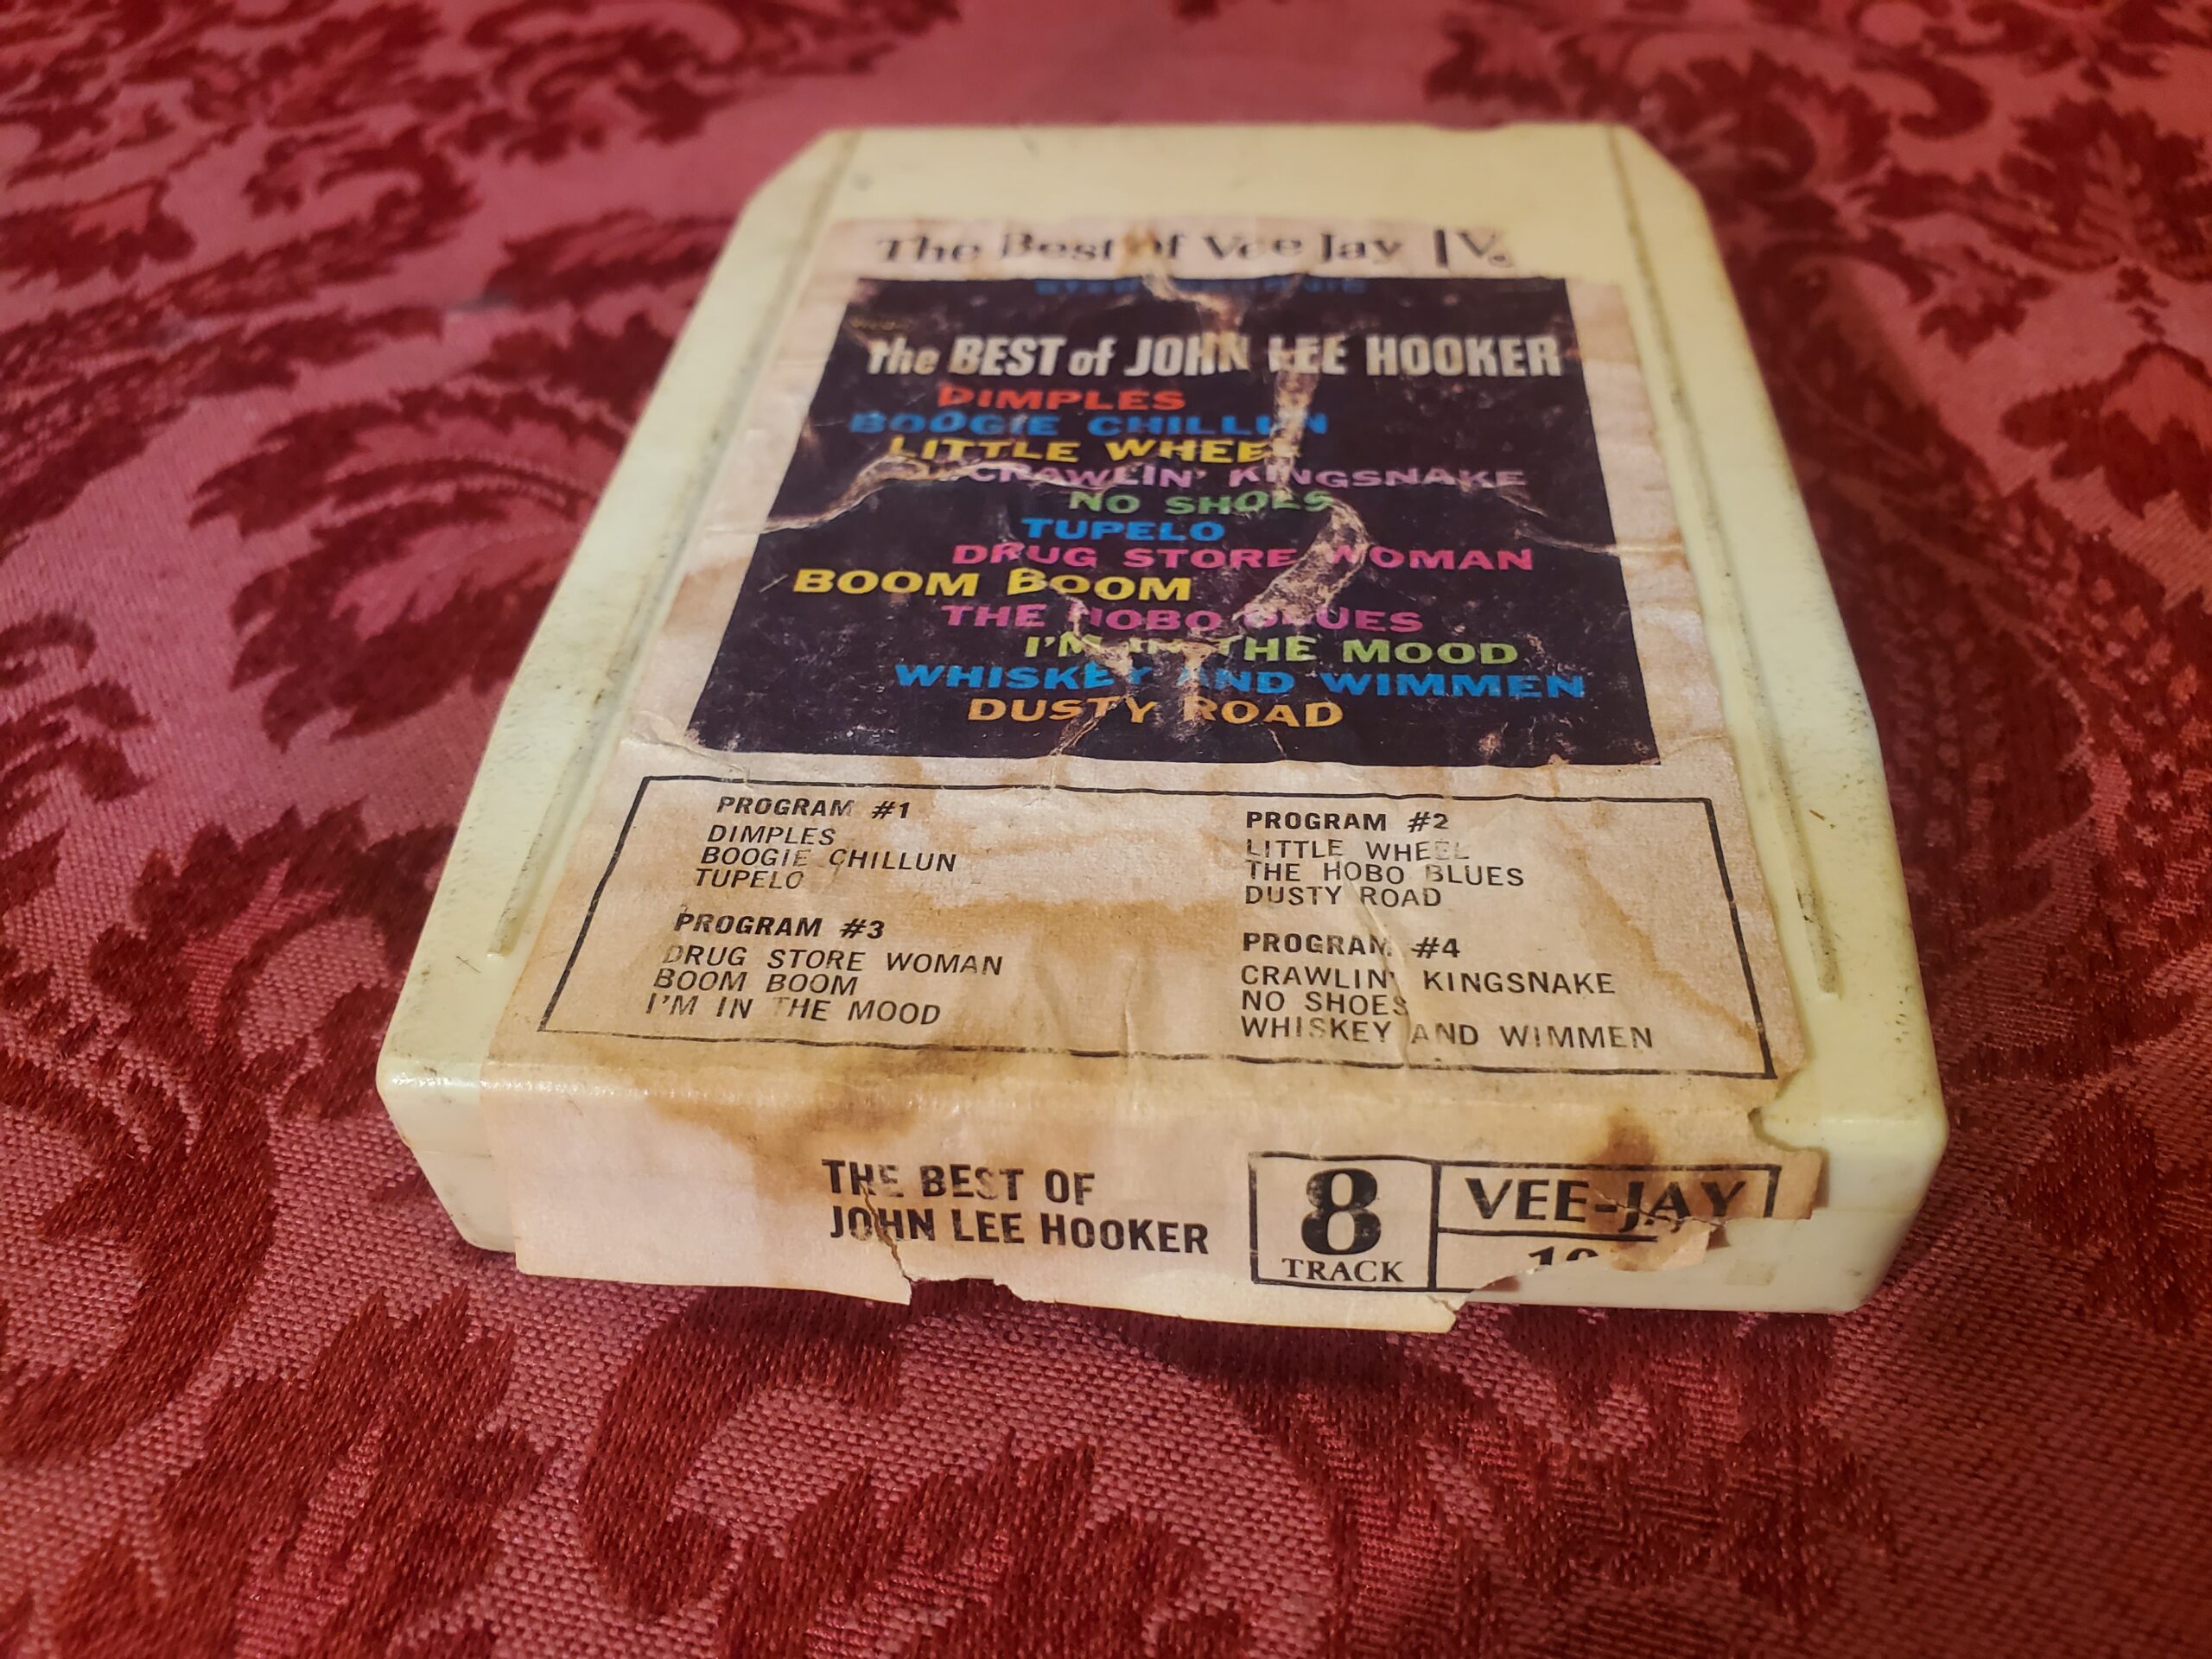 The Best of Vee Jay
the BEST of JOHN LEE HOOKER
DIMPLES
BOOGIE CHILLUN
LITTLE WHEEL
CRAWLIN' KINGSNAKE
NO SHOES
TUPELO
DRUG STORE WOMAN
BOOM BOOM
THE HOBO BLUES
I'M IN THE MOOD
WHISKEY AND WIMMEN
DUSTY ROAD
PROGRAM #1
DIMPLES
BOOGIE CHILLUN
TUPELO
PROGRAM #2
LITTLE WHEEL
THE HOBO BLUES
DUSTY ROAD
PROGRAM #3
DRUG STORE WOMAN
BOOM BOOM
I'M IN THE MOOD
PROGRAM #4
CRAWLIN' KINGSNAKE
NO SHOES
WHISKEY AND WIMMEN
THE BEST OF
JOHN LEE HOOKER
8
TRACK
VEE-JAY